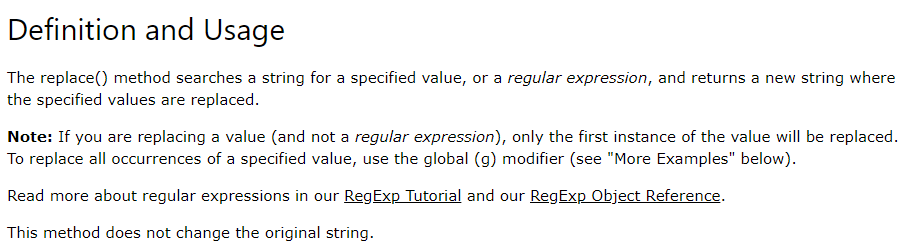 Definition and Usage
The replace() method searches a string for a specified value, or a regular expression, and returns a new string where
the specified values are replaced.
Note: If you are replacing a value (and not a regular expression), only the first instance of the value will be replaced.
To replace all occurrences of a specified value, use the global (g) modifier (see "More Examples" below).
Read more about regular expressions in our RegExp Tutorial and our RegExp Object Reference.
This method does not change the original string.